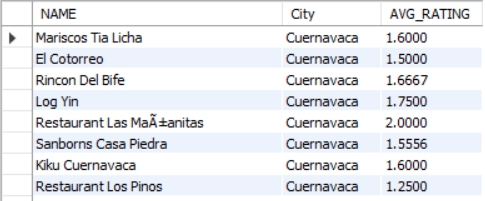 NAME City AVG_RATING
Mariscos Tia Licha Cuernavaca 1.6000
El Cotorreo Cuernavaca 1.5000
Rincon Del Bife Cuernavaca 1.6667
Log Yin Cuernavaca 1.7500
Restaurant Las MaÃ±anitas Cuernavaca 2.0000
Sanborns Casa Piedra Cuernavaca 1.5556
Kiku Cuernavaca Cuernavaca 1.6000
Restaurant Los Pinos Cuernavaca 1.2500